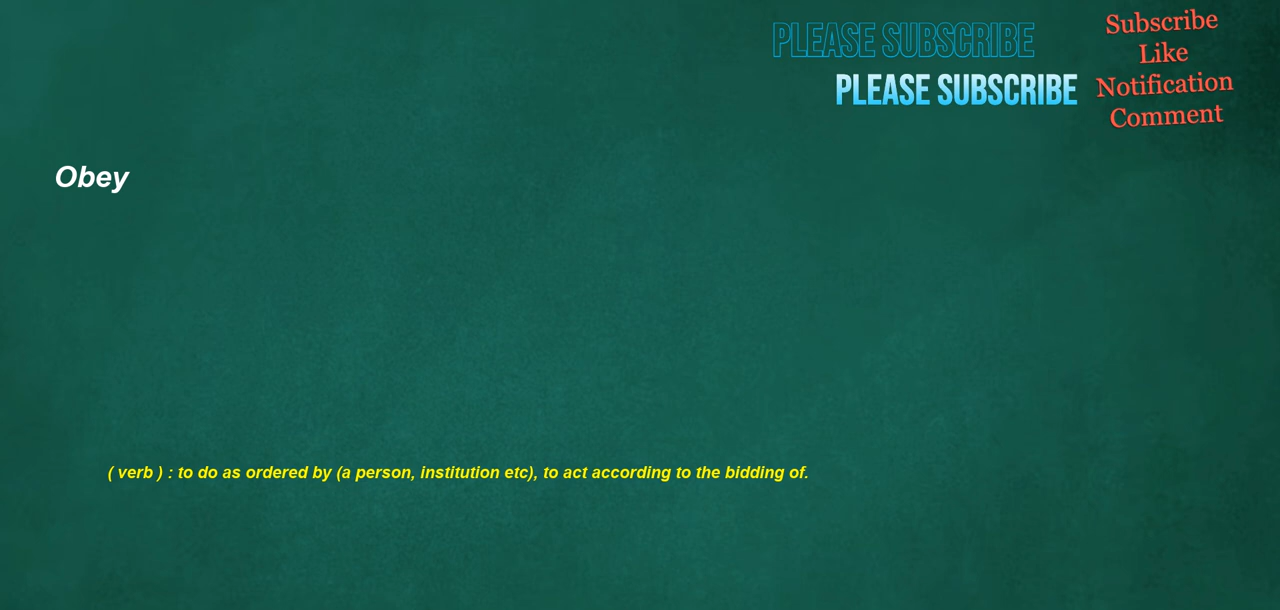 PLEASE SUBSCRIBE
PLEASE SUBSCRIBE
Subscribe
Like
Notification
Comment
Obey
( verb ) : to do as ordered by (a person, institution etc), to act according to the bidding of.